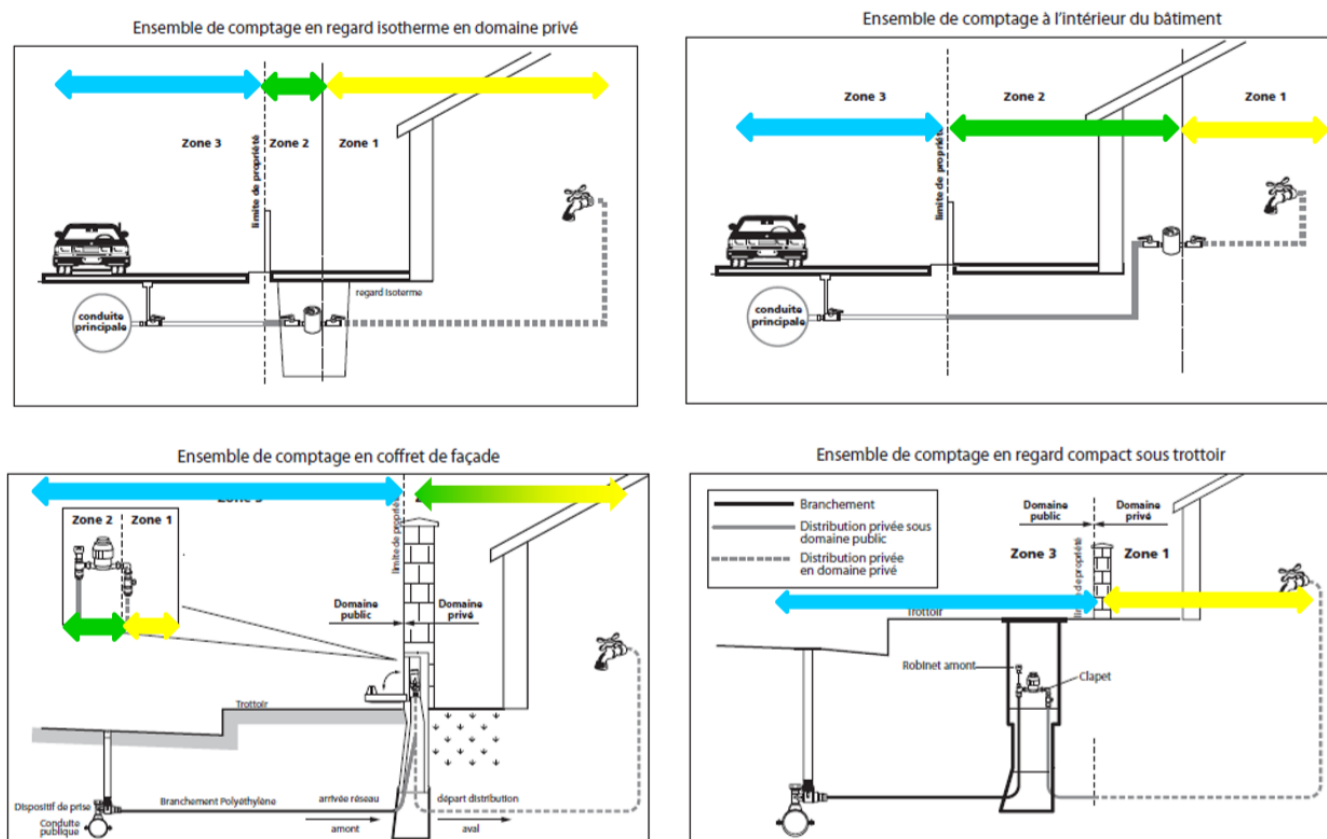 Ensemble de comptage en regard isotherme en domaine privé
Zone 3
Zone 2
Zone 1
limite de propriété
regard Isoterme
conduite
principale
Ensemble de comptage à l'intérieur du bâtiment
Zone 3
Zone 2
Zone 1
limite de propriété
conduite
principale
Ensemble de comptage en coffret de façade
Zone 2
Zone 1
limite de propriété
Domaine
public
Domaine
privé
Trottoir
Dispositif de prise
Conduite
publique
Branchement Polyéthylène
arrivée réseau
départ distribution
amont
aval
Ensemble de comptage en regard compact sous trottoir
Branchement
Distribution privée sous
domaine public
Distribution privée
en domaine privé
Domaine
public
Domaine
privé
Zone 3
Zone 1
limite de propriété
Trottoir
Robinet amont
Clapet